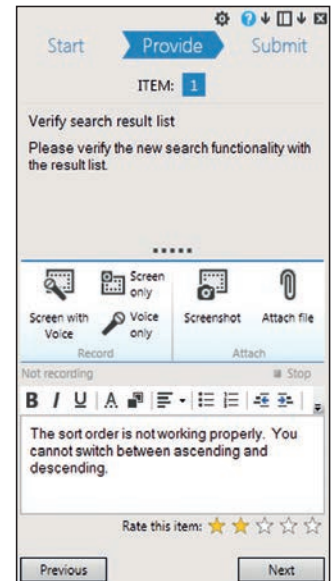 Start Provide Submit
ITEM: 1
Verify search result list
Please verify the new search functionality with
the result list.
Screen with
Voice
Screen
only
Voice
only
Screenshot
Attach file
Record Attach
Not recording Stop
B I U A
The sort order is not working properly. You
cannot switch between ascending and
descending.
Rate this item:
Previous Next